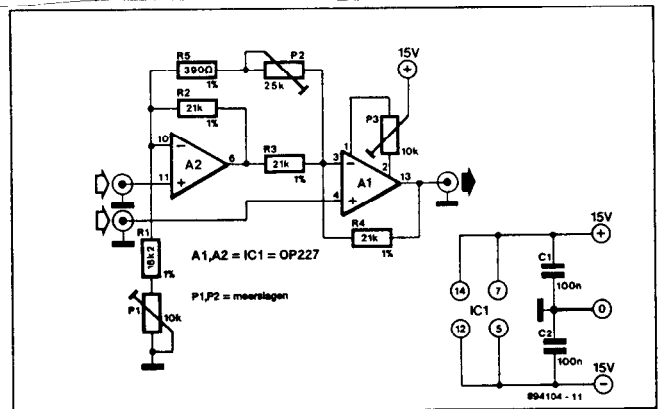 R5
390Ω
1%
P2
25k
15V
+
R2
21k
1%
P3
10k
1
2
10
−
A2
6
11
+
R3
21k
1%
3
−
A1
13
4
+
R4
21k
1%
R1
16k2
1%
A1,A2 = IC1 = OP227
P1
10k
P1,P2 = meerslagen
15V
+
C1
100n
14
7
IC1
0
12
5
C2
100n
15V
−
894104 - 11